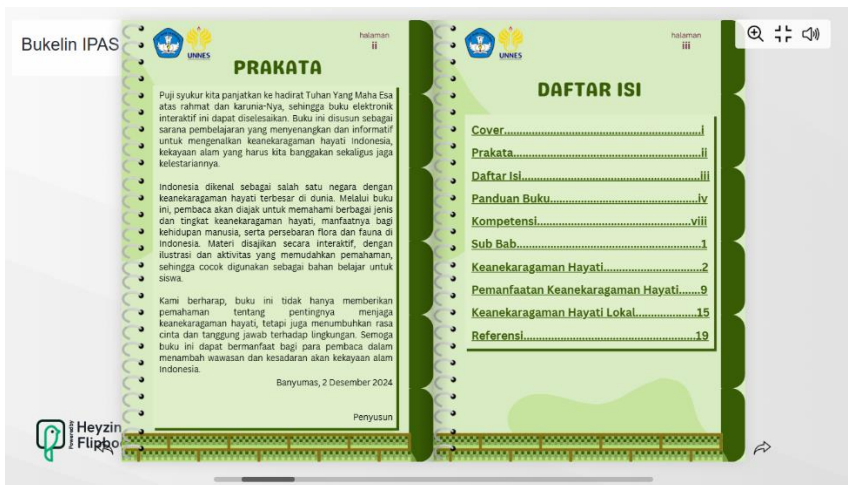 Bukelin IPAS
UNNES
halaman
ii
PRAKATA
Puji syukur kita panjatkan ke hadirat Tuhan Yang Maha Esa
atas rahmat dan karunia-Nya, sehingga buku elektronik
interaktif ini dapat diselesaikan. Buku ini disusun sebagai
sarana pembelajaran yang menyenangkan dan informatif
untuk mengenalkan keanekaragaman hayati Indonesia,
kekayaan alam yang harus kita banggakan sekaligus jaga
kelestariannya.
Indonesia dikenal sebagai salah satu negara dengan
keanekaragaman hayati terbesar di dunia. Melalui buku
ini, pembaca akan diajak untuk memahami berbagai jenis
dan tingkat keanekaragaman hayati, manfaatnya bagi
kehidupan manusia, serta persebaran flora dan fauna di
Indonesia. Materi disajikan secara interaktif, dengan
ilustrasi dan aktivitas yang memudahkan pemahaman,
sehingga cocok digunakan sebagai bahan belajar untuk
siswa.
Kami berharap, buku ini tidak hanya memberikan
pemahaman tentang pentingnya menjaga
keanekaragaman hayati, tetapi juga menumbuhkan rasa
cinta dan tanggung jawab terhadap lingkungan. Semoga
buku ini dapat bermanfaat bagi para pembaca dalam
menambah wawasan dan kesadaran akan kekayaan alam
Indonesia.
Banyumas, 2 Desember 2024
Penyusun
UNNES
halaman
iii
DAFTAR ISI
Cover.....................................................i
Prakata..................................................ii
Daftar Isi...............................................iii
Panduan Buku.......................................iv
Kompetensi..........................................viii
Sub Bab..................................................1
Keanekaragaman Hayati..............................2
Pemanfaatan Keanekaragaman Hayati.......9
Keanekaragaman Hayati Lokal..................15
Referensi................................................19
Powered by
Heyzin
Flipbo